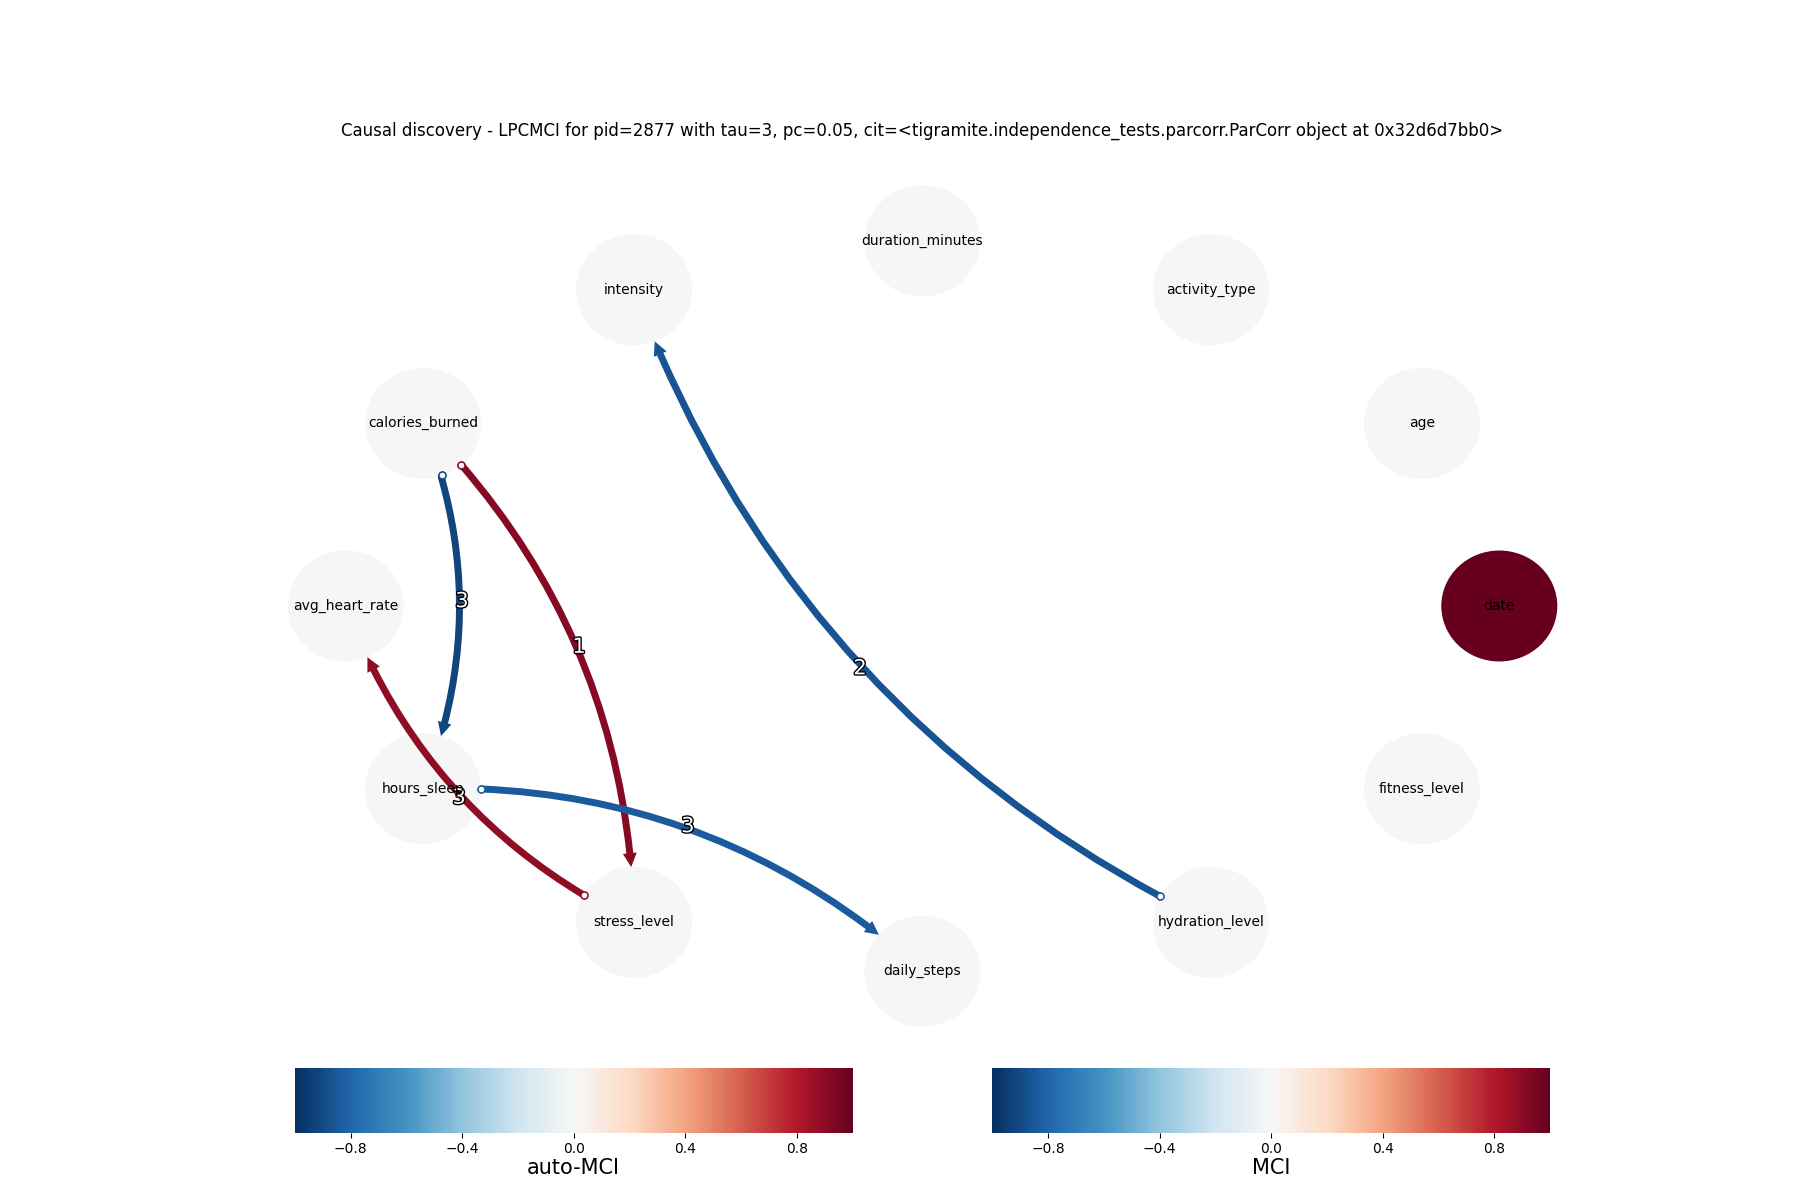 Causal discovery - LPCMCI for pid=2877 with tau=3, pc=0.05, cit=<tigramite.independence_tests.parcorr.ParCorr object at 0x32d6d7bb0>
duration_minutes
intensity
activity_type
calories_burned
age
3
avg_heart_rate
date
1
2
hours_sleep
3
fitness_level
3
stress_level
hydration_level
daily_steps
−0.8 −0.4 0.0 0.4 0.8
auto-MCI
−0.8 −0.4 0.0 0.4 0.8
MCI